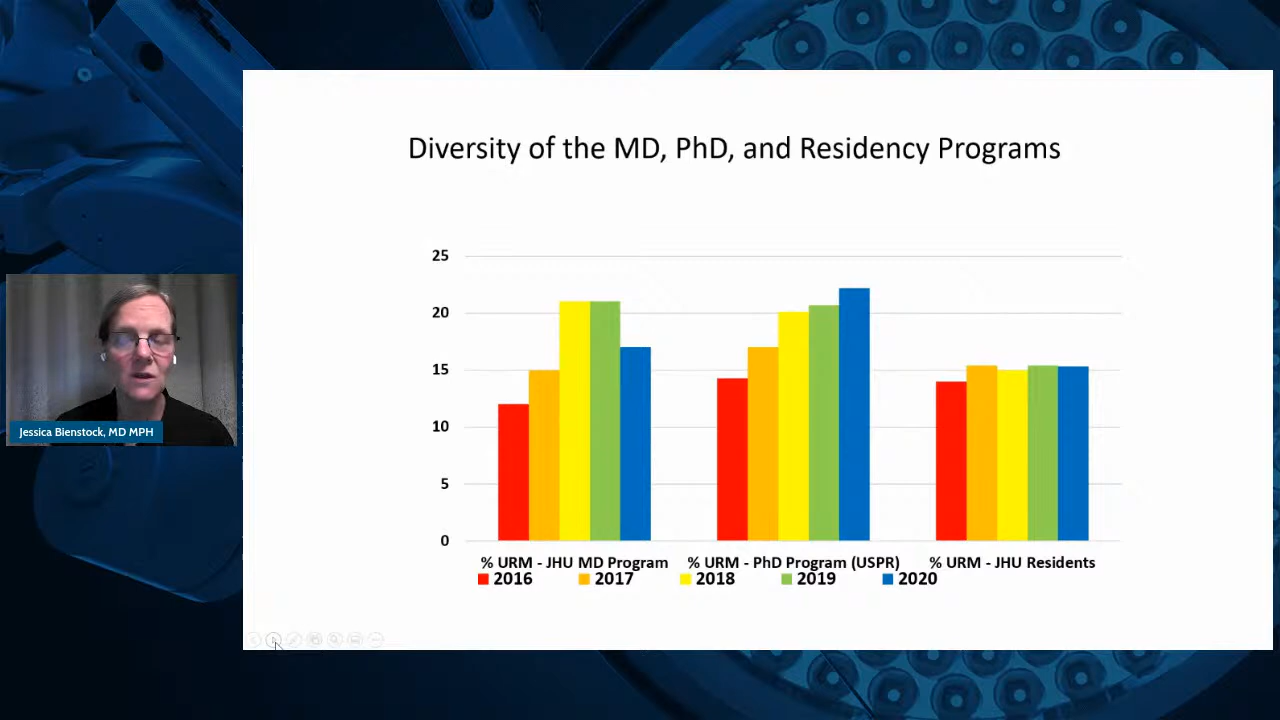 Diversity of the MD, PhD, and Residency Programs
25
20
15
10
5
0
% URM - JHU MD Program
% URM - PhD Program (USPR)
% URM - JHU Residents
2016
2017
2018
2019
2020
Jessica Bienstock, MD MPH